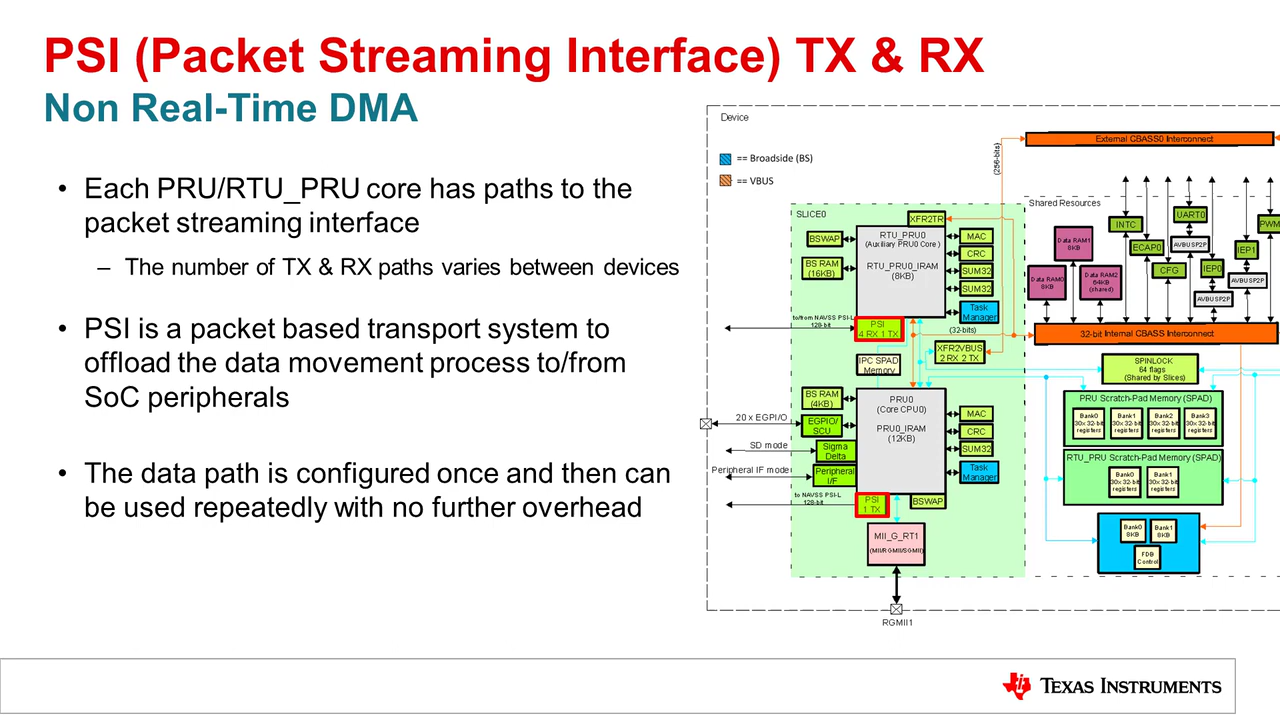 PSI (Packet Streaming Interface) TX & RX
Non Real-Time DMA
• Each PRU/RTU_PRU core has paths to the
packet streaming interface
– The number of TX & RX paths varies between devices
• PSI is a packet based transport system to
offload the data movement process to/from
SoC peripherals
• The data path is configured once and then can
be used repeatedly with no further overhead
Device
== Broadside (BS)
== VBUS
External CBASS0 Interconnect
(256-bits)
SLICE0
XFR2TR
BSWAP
RTU_PRU0
(Auxiliary PRU0 Core)
RTU_PRU0_IRAM
(8KB)
BS RAM
(16KB)
MAC
CRC
SUM32
SUM32
Task
Manager
to/from NAVSS PSI-L
128-bit
PSI
4 RX 1 TX
(32-bits)
XFR2VBUS
2 RX 2 TX
IPC SPAD
Memory
BS RAM
(4KB)
PRU0
(Core CPU0)
PRU0_IRAM
(12KB)
20 x EGPI/O
EGPIO/
SCU
SD mode
Sigma
Delta
Peripheral IF mode
Peripheral
I/F
MAC
CRC
SUM32
Task
Manager
to NAVSS PSI-L
128-bit
PSI
1 TX
BSWAP
MII_G_RT1
(MII/RGMII/SGMII)
RGMII1
Shared Resources
Data RAM1
8KB
Data RAM0
8KB
Data RAM2
64KB
(shared)
INTC
ECAP0
CFG
UART0
AVBUSP2P
IEP0
AVBUSP2P
IEP1
AVBUSP2P
PWM
32-bit Internal CBASS Interconnect
SPINLOCK
64 flags
(Shared by Slices)
PRU Scratch-Pad Memory (SPAD)
Bank0
30x 32-bit
registers
Bank1
30x 32-bit
registers
Bank2
30x 32-bit
registers
Bank3
30x 32-bit
registers
RTU_PRU Scratch-Pad Memory (SPAD)
Bank0
30x 32-bit
registers
Bank1
30x 32-bit
registers
Bank0
8KB
Bank1
8KB
FDB
Control
TEXAS INSTRUMENTS